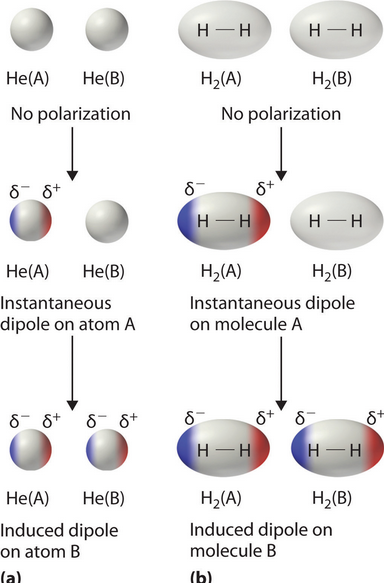 H — H H — H
He(A) He(B) H₂(A) H₂(B)
No polarization No polarization
δ⁻ δ⁺ δ⁻ δ⁺
H — H H — H
He(A) He(B) H₂(A) H₂(B)
Instantaneous Instantaneous dipole
dipole on atom A on molecule A
δ⁻ δ⁺ δ⁻ δ⁺ δ⁻ δ⁺ δ⁻ δ⁺
H — H H — H
He(A) He(B) H₂(A) H₂(B)
Induced dipole Induced dipole on
on atom B molecule B
(a) (b)